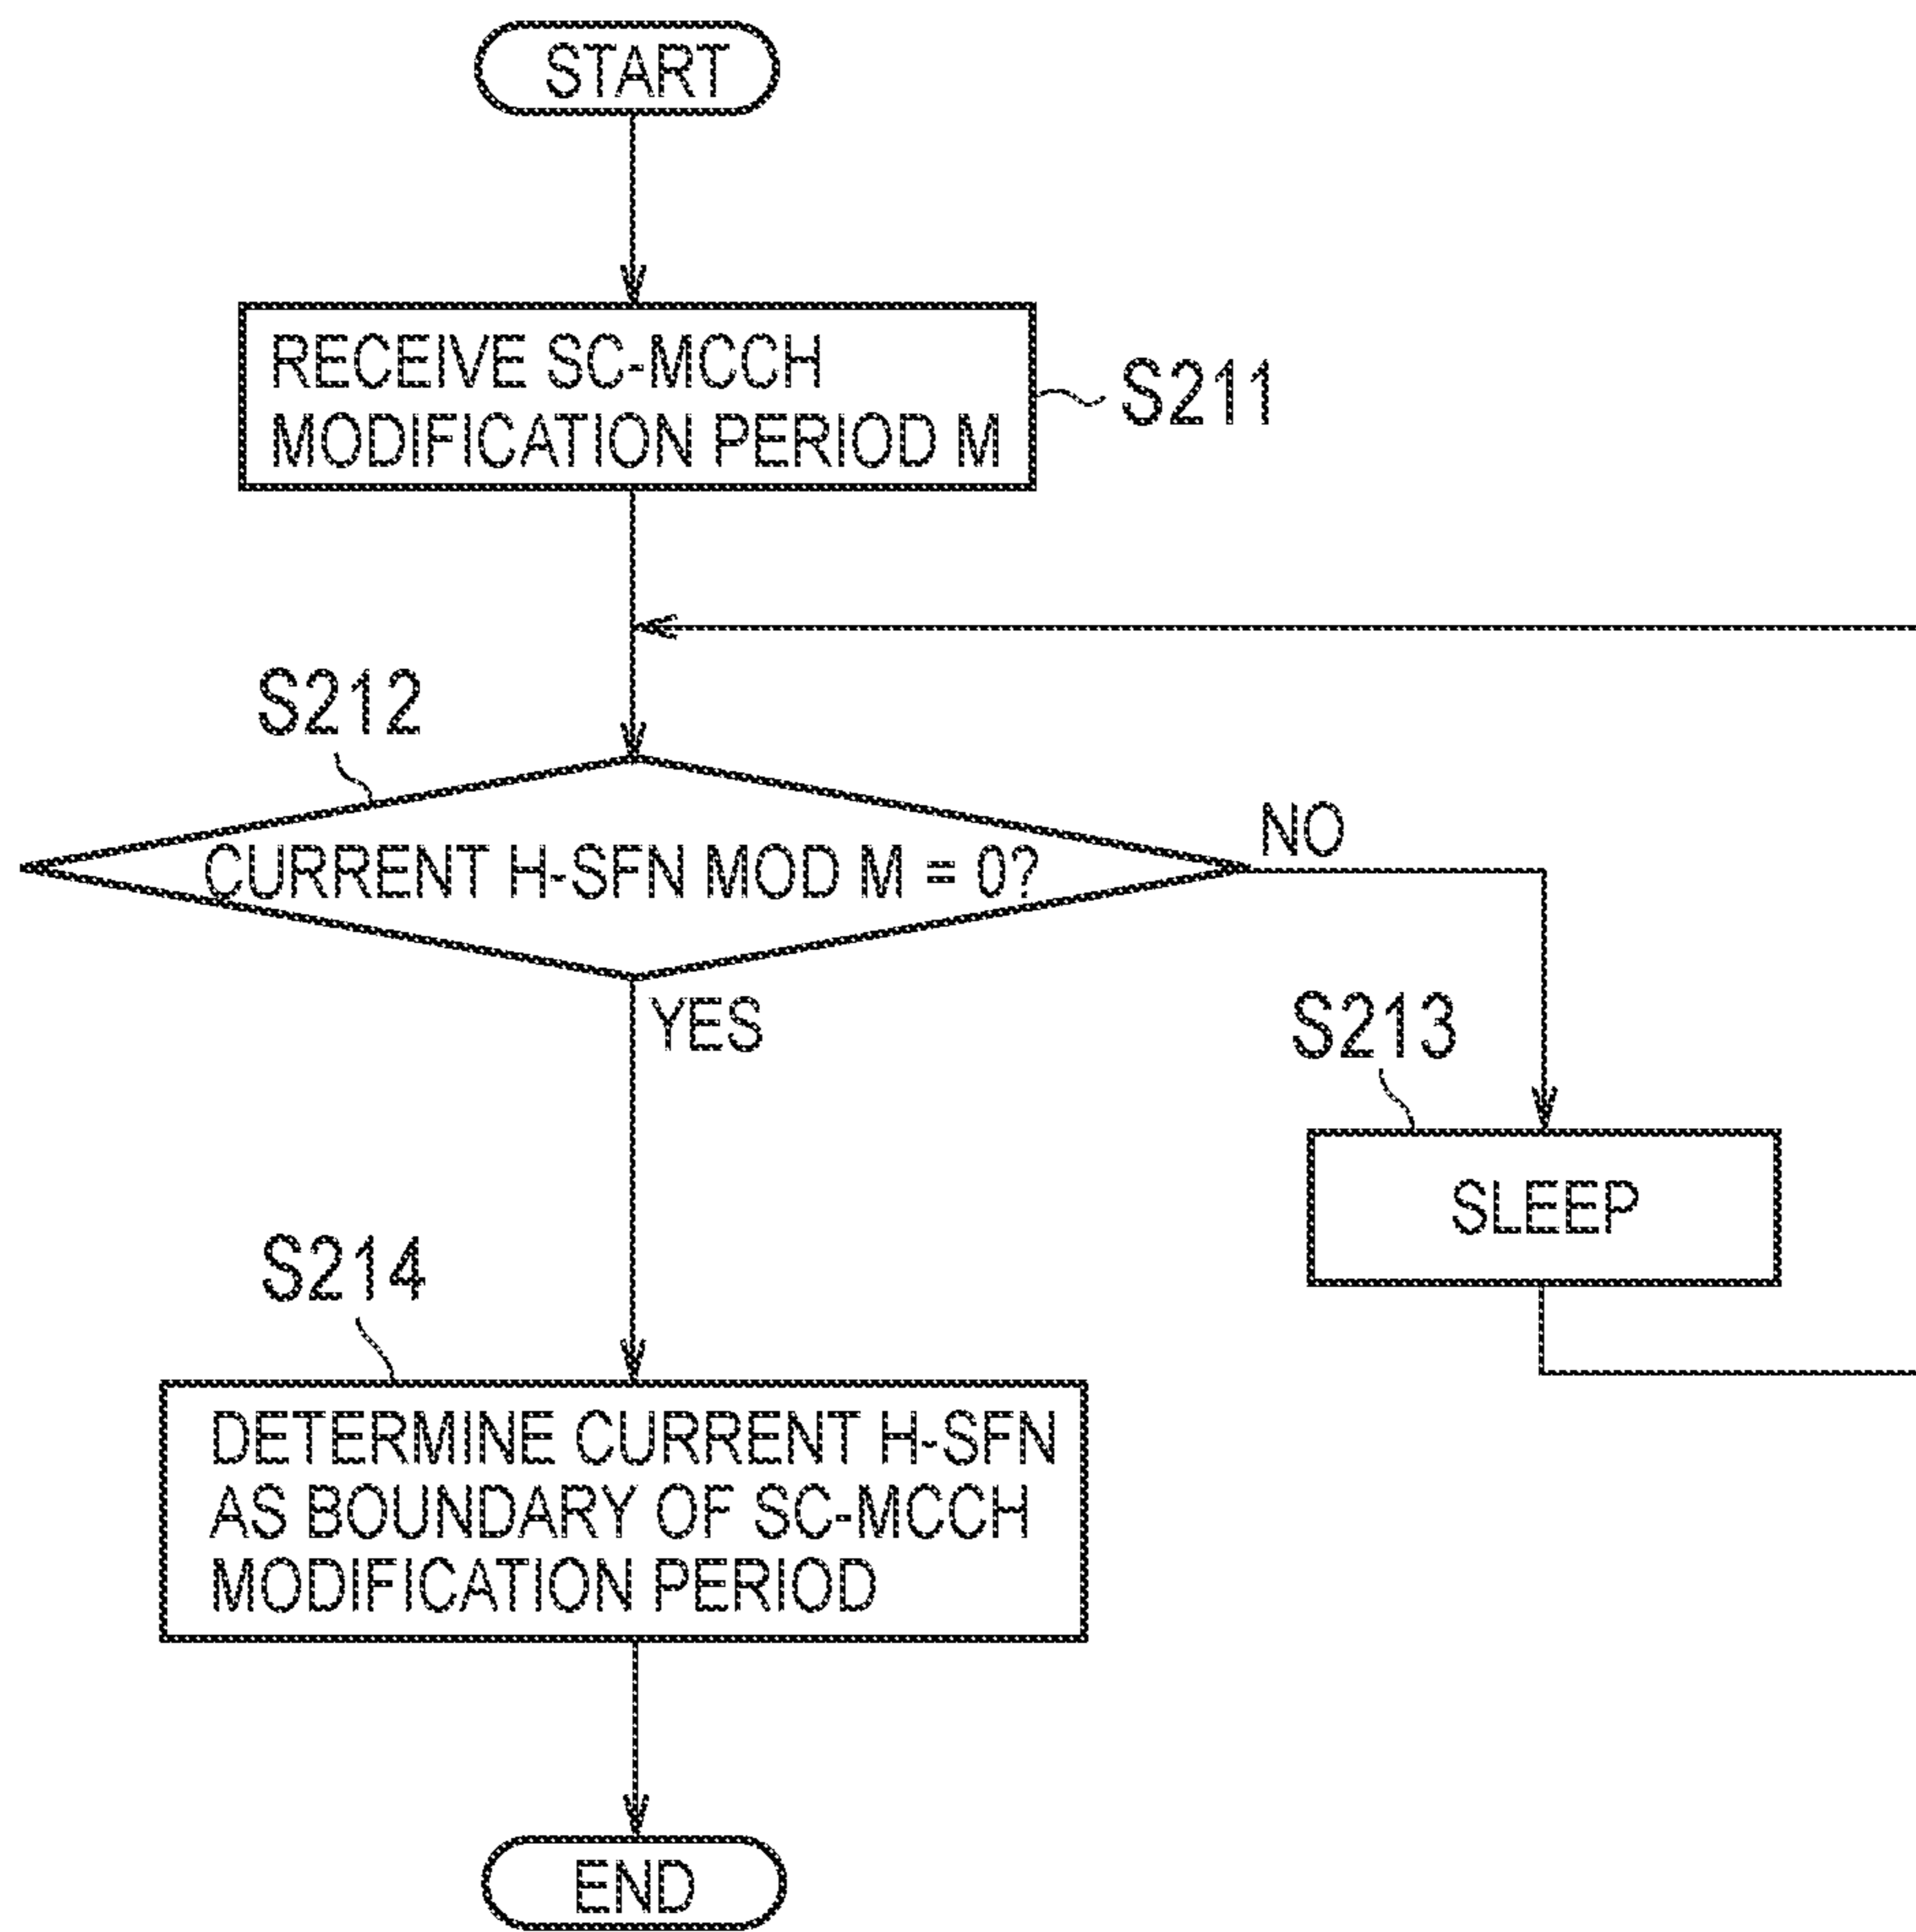 START
RECEIVE SC-MCCH
MODIFICATION PERIOD M
S211
S212
CURRENT H-SFN MOD M = 0?
NO
YES
S213
SLEEP
S214
DETERMINE CURRENT H-SFN
AS BOUNDARY OF SC-MCCH
MODIFICATION PERIOD
END